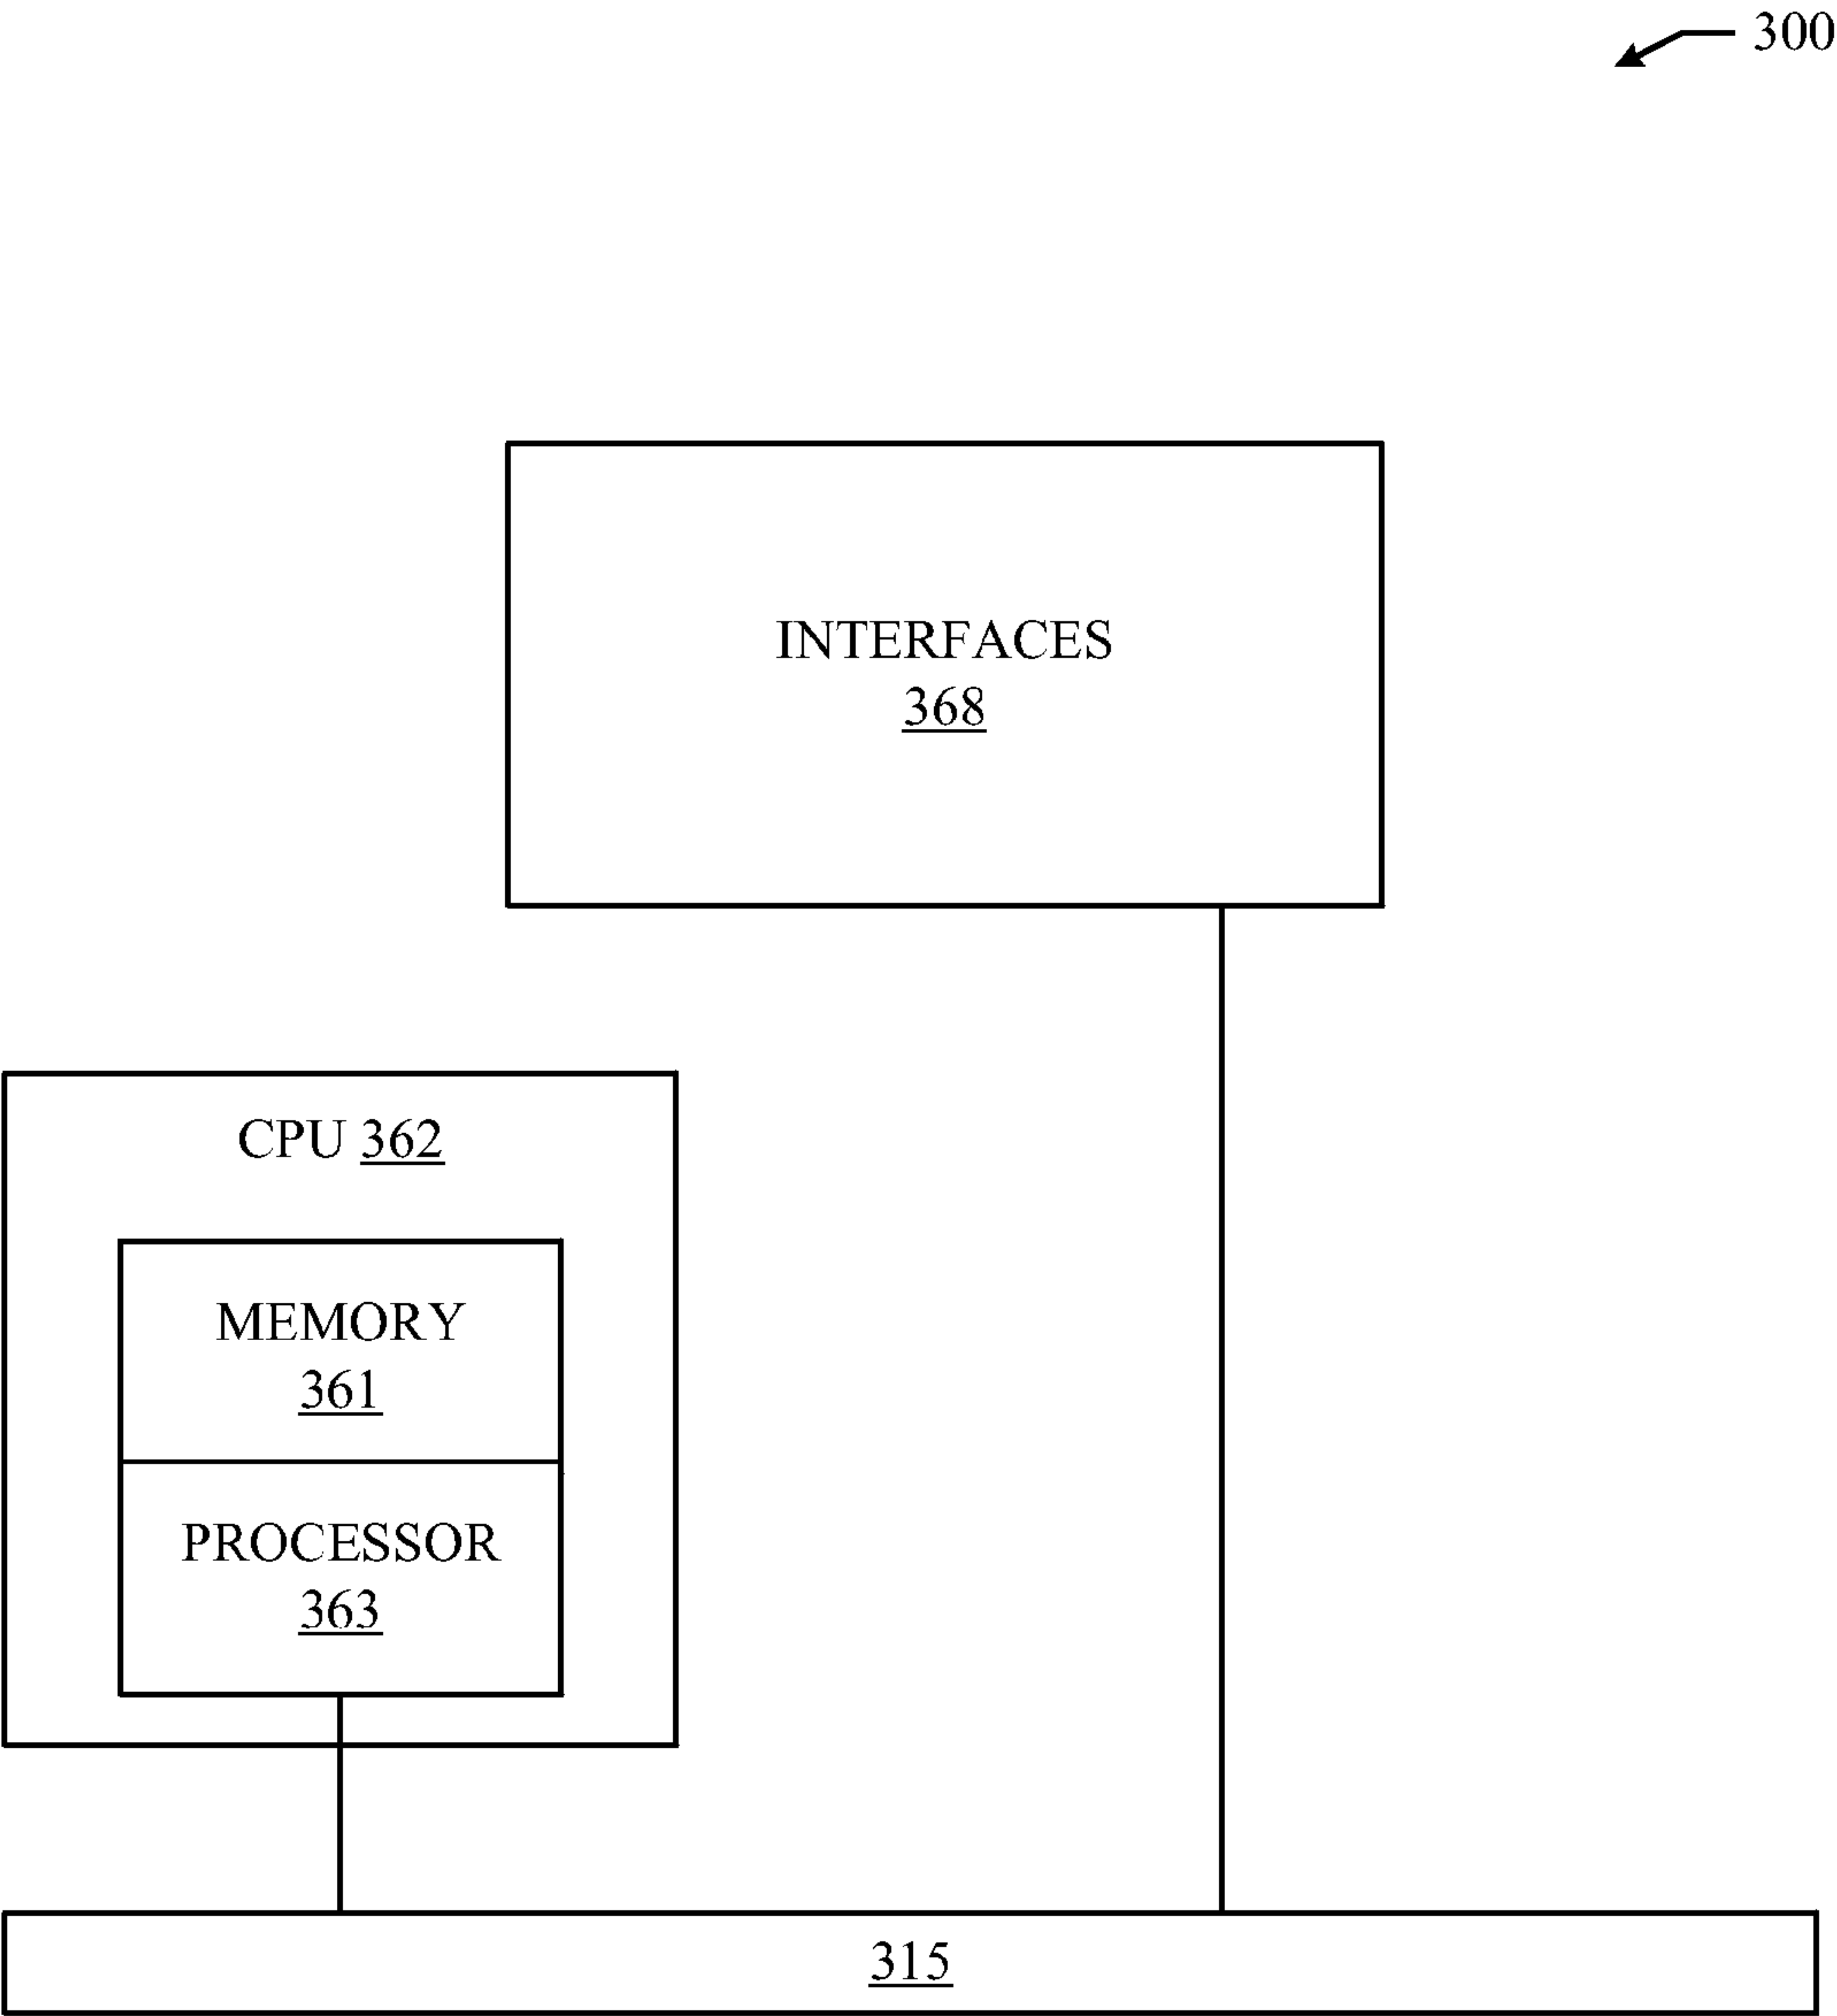 300
INTERFACES
368
CPU 362
MEMORY
361
PROCESSOR
363
315